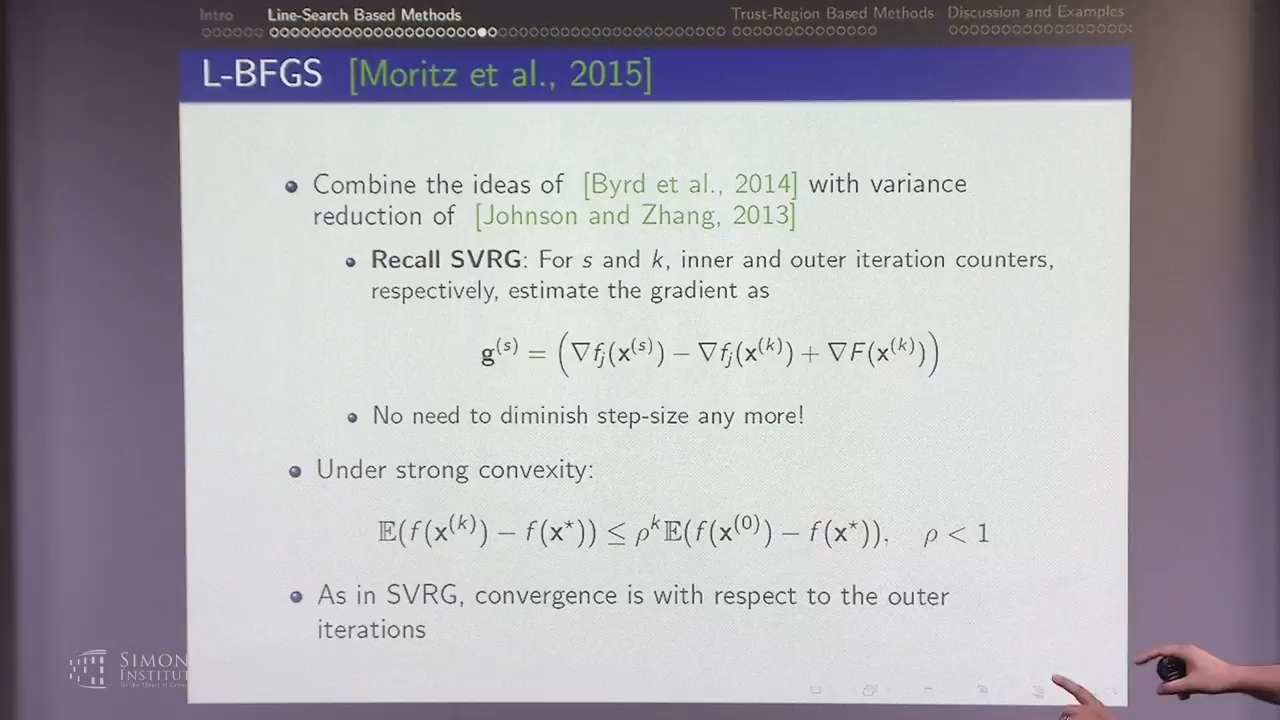 Intro Line-Search Based Methods Trust-Region Based Methods Discussion and Examples
L-BFGS [Moritz et al., 2015]
Combine the ideas of [Byrd et al., 2014] with variance
reduction of [Johnson and Zhang, 2013]
Recall SVRG: For s and k, inner and outer iteration counters,
respectively, estimate the gradient as
g^(s) = (∇f_j(x^(s)) − ∇f_j(x^(k)) + ∇F(x^(k)))
No need to diminish step-size any more!
Under strong convexity:
𝔼(f(x^(k)) − f(x^⋆)) ≤ ρ^k 𝔼(f(x^(0)) − f(x^⋆)), ρ < 1
As in SVRG, convergence is with respect to the outer
iterations
SIMON
INSTITUT